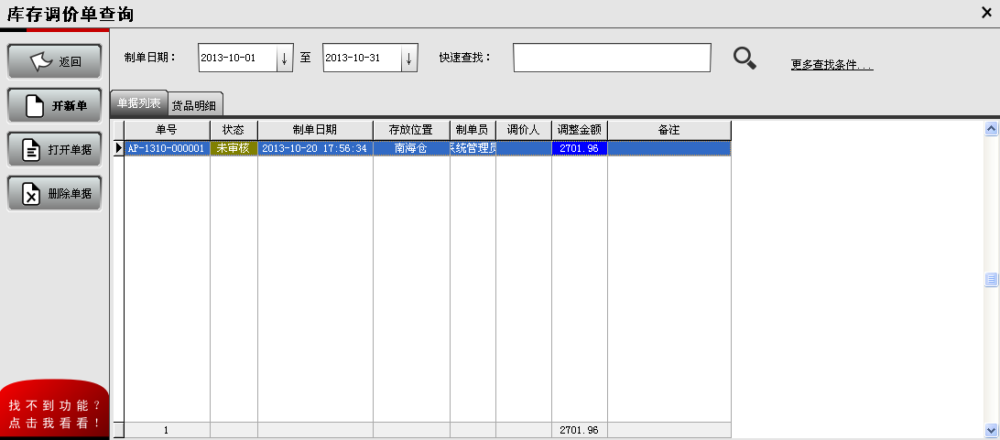 库存调价单查询
返回
开新单
打开单据
删除单据
找不到功能？
点击我看看！
制单日期： 2013-10-01 至 2013-10-31 快速查找： 更多查找条件...
单据列表 货品明细
单号 状态 制单日期 存放位置 制单员 调价人 调整金额 备注
AP-1310-000001 未审核 2013-10-20 17:56:34 南海仓 系统管理员 2701.96
1 2701.96